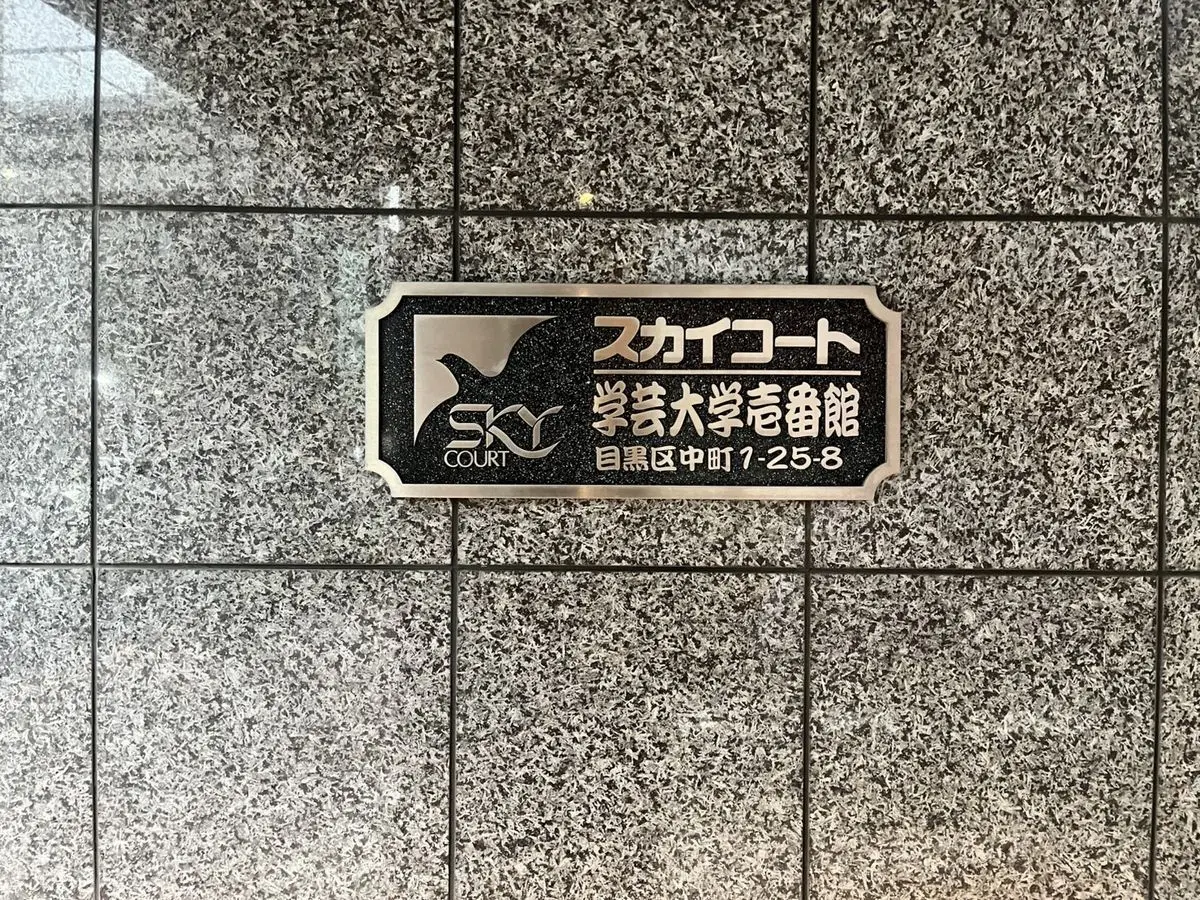 SKY
COURT
スカイコート
学芸大学壱番館
目黒区中町1-25-8